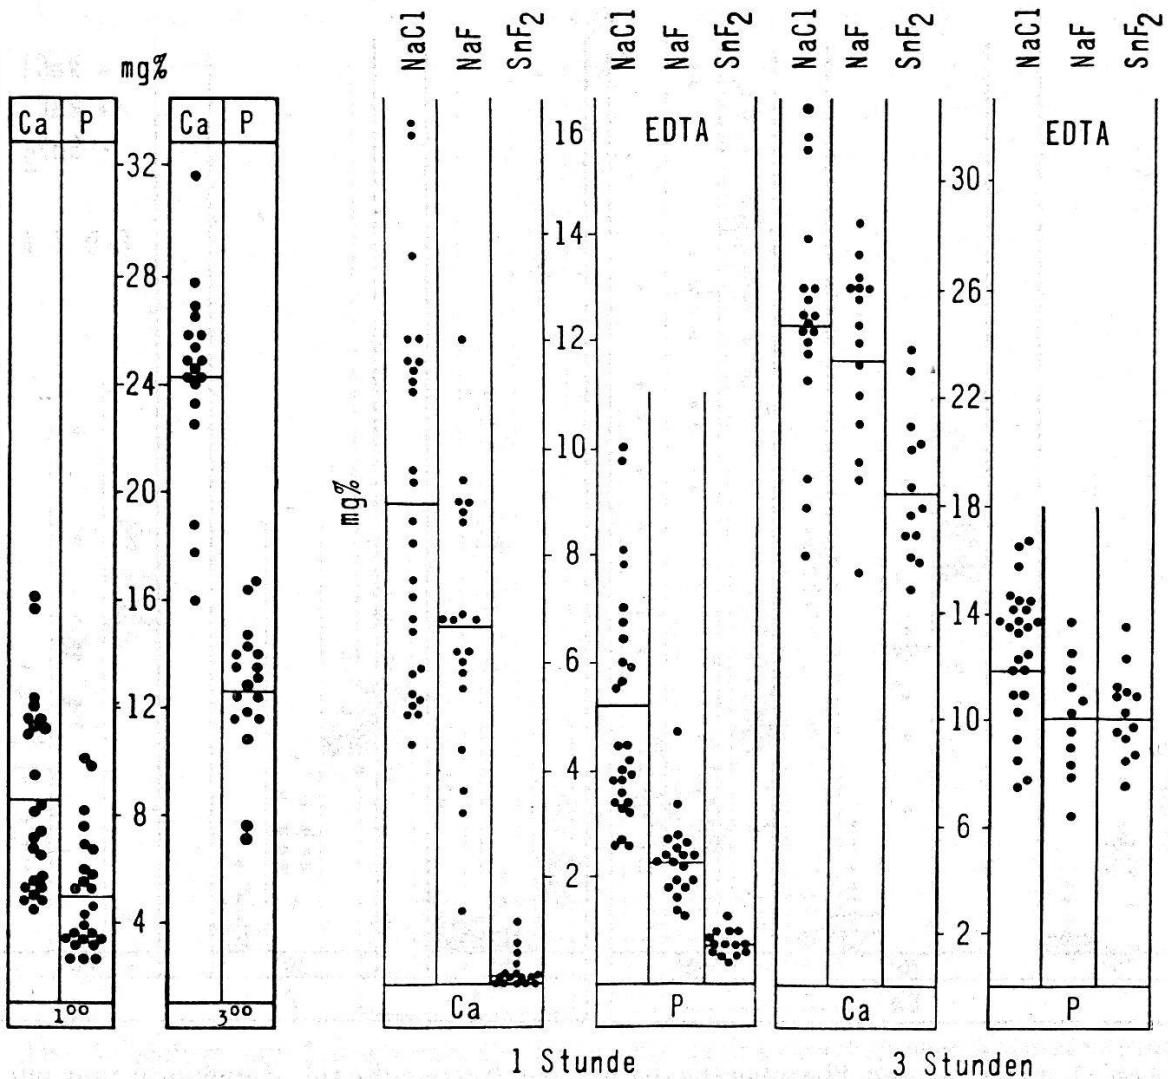 NaCl NaF SnF2 NaCl NaF SnF2 NaCl NaF SnF2 NaCl NaF SnF2
mg%
Ca P Ca P
EDTA EDTA
32 16 30
28 14 26
24 12 22
20 10 18
mg%
16 8 14
12 6 10
8 4 6
4 2 2
1°° 3°° Ca P Ca P
1 Stunde 3 Stunden